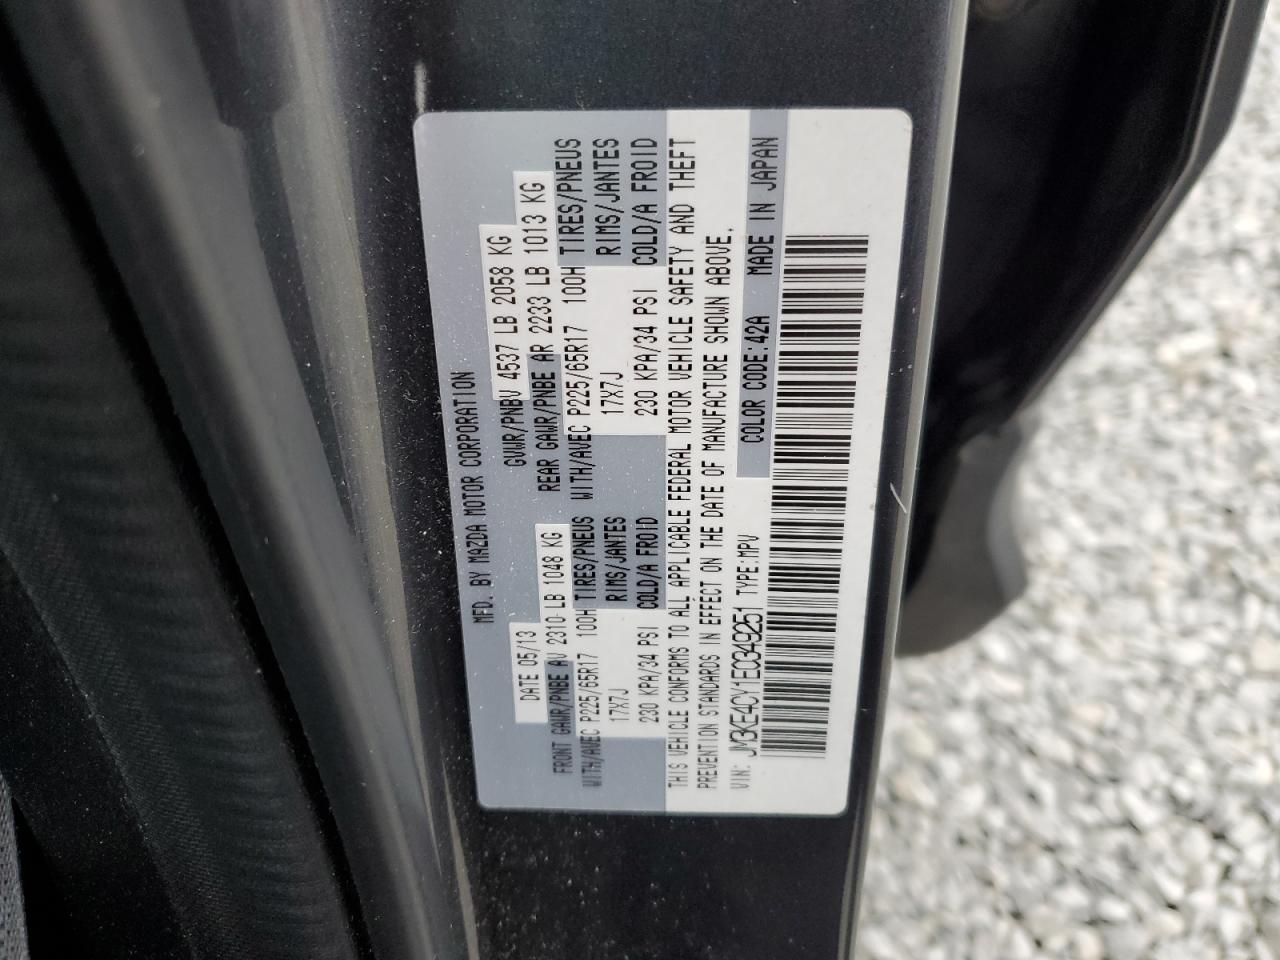 MFD. BY MAZDA MOTOR CORPORATION
DATE 05/13 GVWR/PNBV 4537 LB 2058 KG
FRONT GAWR/PNBE AV 2310 LB 1048 KG REAR GAWR/PNBE AR 2233 LB 1013 KG
WITH/AVEC P225/65R17 100H TIRES/PNEUS WITH/AVEC P225/65R17 100H TIRES/PNEUS
17X7J RIMS/JANTES 17X7J RIMS/JANTES
230 KPA/34 PSI COLD/A FROID 230 KPA/34 PSI COLD/A FROID
THIS VEHICLE CONFORMS TO ALL APPLICABLE FEDERAL MOTOR VEHICLE SAFETY AND THEFT
PREVENTION STANDARDS IN EFFECT ON THE DATE OF MANUFACTURE SHOWN ABOVE.
VIN: JM3KE4CY1E0349251 TYPE:MPV COLOR CODE:42A MADE IN JAPAN